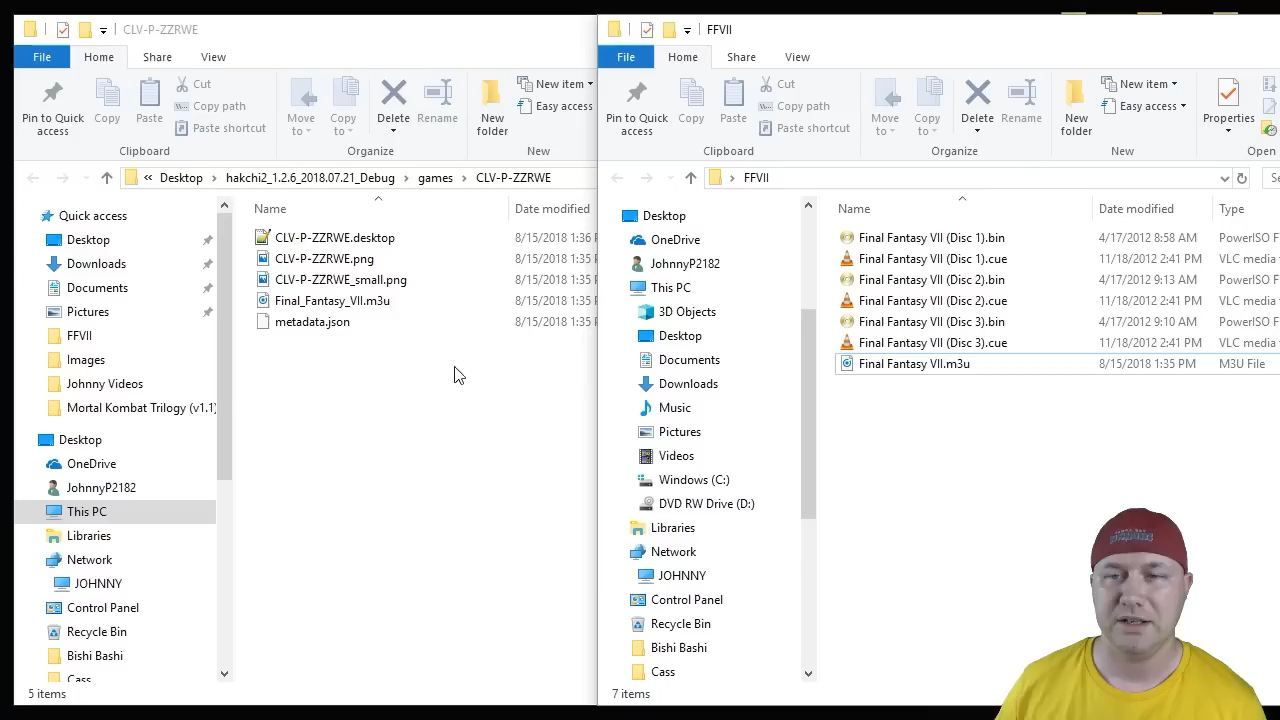 CLV-P-ZZRWE
File
Home
Share
View
Pin to Quick access
Copy
Paste
Cut
Copy path
Paste shortcut
Clipboard
Move to
Copy to
Delete
Rename
Organize
New folder
New item
Easy access
New
« Desktop › hakchi2_1.2.6_2018.07.21_Debug › games › CLV-P-ZZRWE
Quick access
Desktop
Downloads
Documents
Pictures
FFVII
Images
Johnny Videos
Mortal Kombat Trilogy (v1.1)
Desktop
OneDrive
JohnnyP2182
This PC
Libraries
Network
JOHNNY
Control Panel
Recycle Bin
Bishi Bashi
Cass
Name Date modified
CLV-P-ZZRWE.desktop 8/15/2018 1:36 
CLV-P-ZZRWE.png 8/15/2018 1:35 
CLV-P-ZZRWE_small.png 8/15/2018 1:35 
Final_Fantasy_VII.m3u 8/15/2018 1:35 
metadata.json 8/15/2018 1:35 
5 items
FFVII
File
Home
Share
View
Pin to Quick access
Copy
Paste
Cut
Copy path
Paste shortcut
Clipboard
Move to
Copy to
Delete
Rename
Organize
New folder
New item
Easy access
New
Properties
Open
› FFVII
Desktop
OneDrive
JohnnyP2182
This PC
3D Objects
Desktop
Documents
Downloads
Music
Pictures
Videos
Windows (C:)
DVD RW Drive (D:)
Libraries
Network
JOHNNY
Control Panel
Recycle Bin
Bishi Bashi
Cass
Name Date modified Type
Final Fantasy VII (Disc 1).bin 4/17/2012 8:58 AM PowerISO F
Final Fantasy VII (Disc 1).cue 11/18/2012 2:41 PM VLC media
Final Fantasy VII (Disc 2).bin 4/17/2012 9:13 AM PowerISO F
Final Fantasy VII (Disc 2).cue 11/18/2012 2:41 PM VLC media
Final Fantasy VII (Disc 3).bin 4/17/2012 9:10 AM PowerISO F
Final Fantasy VII (Disc 3).cue 11/18/2012 2:41 PM VLC media
Final Fantasy VII.m3u 8/15/2018 1:35 PM M3U File
7 items